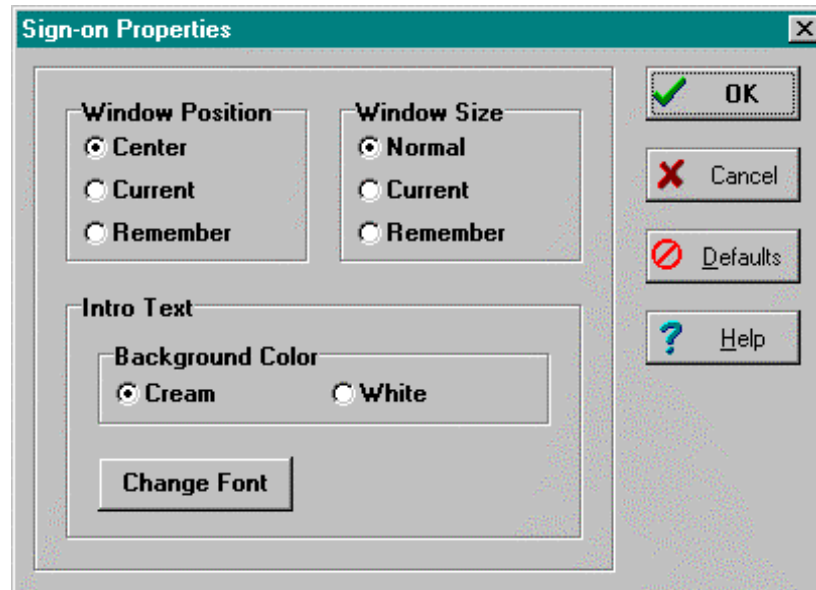 Sign-on Properties
Window Position
Center
Current
Remember
Window Size
Normal
Current
Remember
Intro Text
Background Color
Cream White
Change Font
OK
Cancel
Defaults
Help